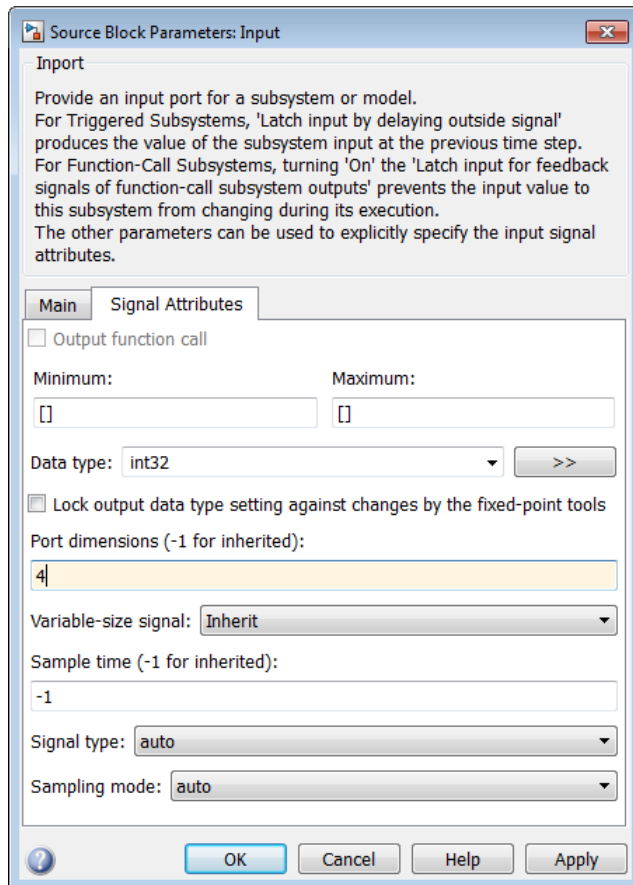 Source Block Parameters: Input
Inport
Provide an input port for a subsystem or model.
For Triggered Subsystems, 'Latch input by delaying outside signal'
produces the value of the subsystem input at the previous time step.
For Function-Call Subsystems, turning 'On' the 'Latch input for feedback
signals of function-call subsystem outputs' prevents the input value to
this subsystem from changing during its execution.
The other parameters can be used to explicitly specify the input signal
attributes.
Main Signal Attributes
Output function call
Minimum: Maximum:
[] []
Data type: int32 >>
Lock output data type setting against changes by the fixed-point tools
Port dimensions (-1 for inherited):
4
Variable-size signal: Inherit
Sample time (-1 for inherited):
-1
Signal type: auto
Sampling mode: auto
? OK Cancel Help Apply